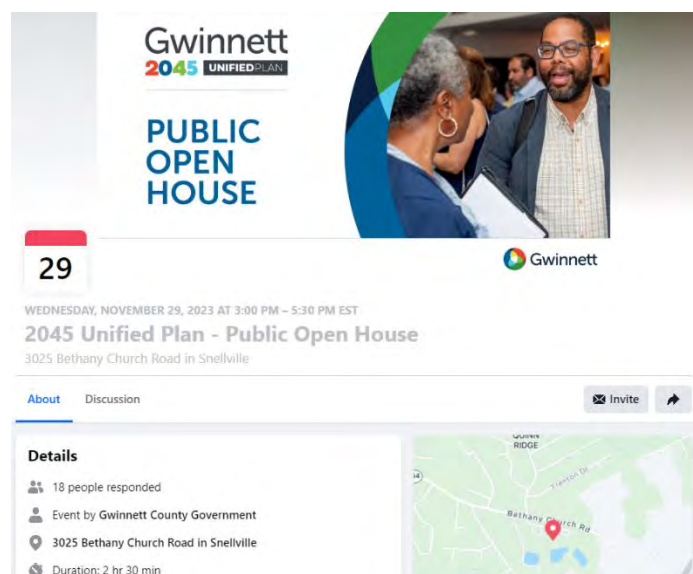 Gwinnett
2045 UNIFIEDPLAN
PUBLIC
OPEN
HOUSE
29
Gwinnett
WEDNESDAY, NOVEMBER 29, 2023 AT 3:00 PM – 5:30 PM EST
2045 Unified Plan - Public Open House
3025 Bethany Church Road in Snellville
About Discussion
Invite
Details
18 people responded
Event by Gwinnett County Government
3025 Bethany Church Road in Snellville
Duration: 2 hr 30 min
QUINN
RIDGE
Trenton Dr
Bethany Church Rd